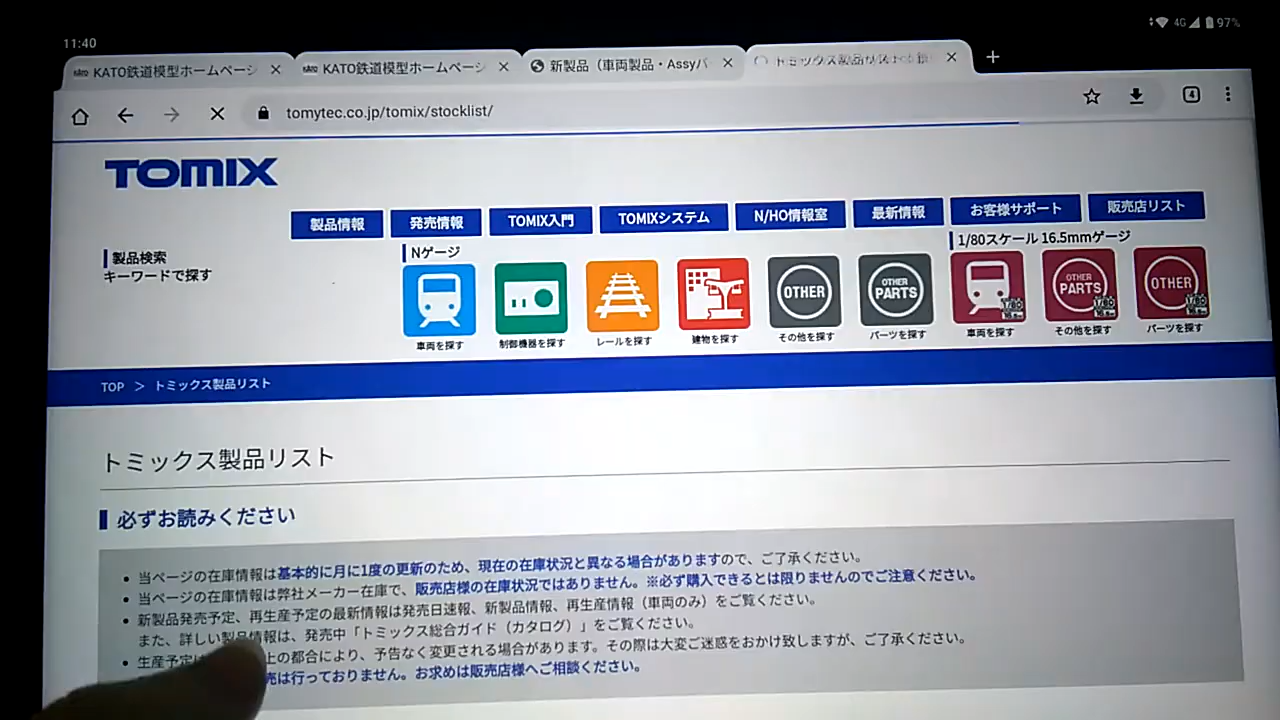 11:40
4G 97%
KATO鉄道模型ホームページ
KATO鉄道模型ホームページ
新製品（車両製品・Assyパ
トミックス製品リスト
tomytec.co.jp/tomix/stocklist/
4
TOMIX
製品情報
発売情報
TOMIX入門
TOMIXシステム
N/HO情報室
最新情報
お客様サポート
販売店リスト
製品検索
キーワードで探す
Nゲージ
1/80スケール 16.5mmゲージ
OTHER
OTHER PARTS
1/80
OTHER PARTS
1/80
OTHER
1/80
車両を探す
制御機器を探す
レールを探す
建物を探す
その他を探す
パーツを探す
車両を探す
その他を探す
パーツを探す
TOP > トミックス製品リスト
トミックス製品リスト
必ずお読みください
・当ページの在庫情報は基本的に月に1度の更新のため、現在の在庫状況と異なる場合がありますので、ご了承ください。
・当ページの在庫情報は弊社メーカー在庫で、販売店様の在庫状況ではありません。※必ず購入できるとは限りませんのでご注意ください。
・新製品発売予定、再生産予定の最新情報は発売日速報、新製品情報、再生産情報（車両のみ）をご覧ください。
また、詳しい製品情報は、発売中「トミックス総合ガイド（カタログ）」をご覧ください。
・生産予定は 上の都合により、予告なく変更される場合があります。その際は大変ご迷惑をおかけ致しますが、ご了承ください。
売は行っておりません。お求めは販売店様へご相談ください。